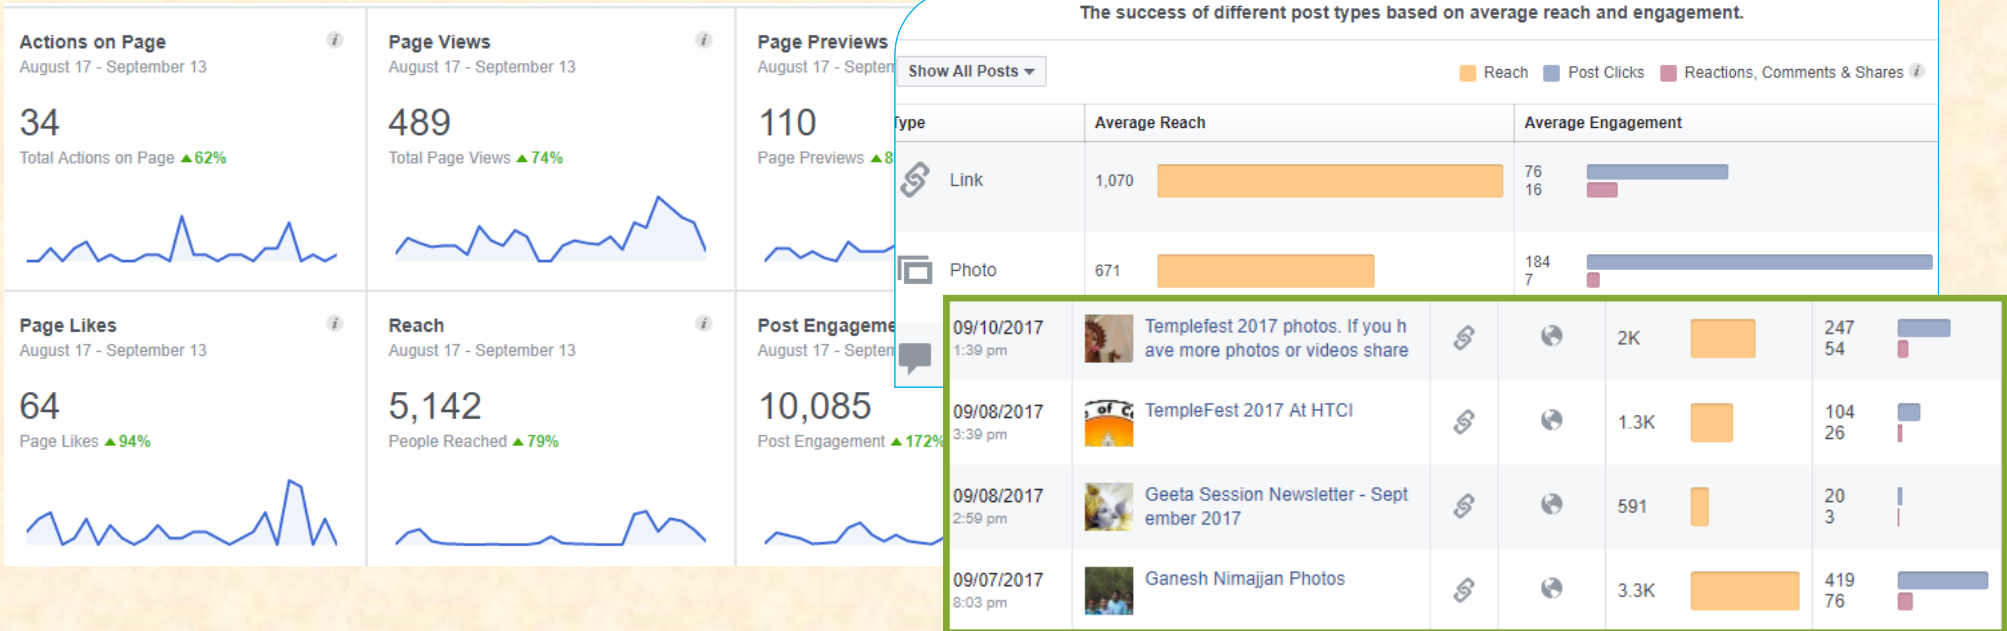 Actions on Page
August 17 - September 13
34
Total Actions on Page 62%
Page Views
August 17 - September 13
489
Total Page Views 74%
Page Previews
August 17 -
110
Page Previews
Page Likes
August 17 - September 13
64
Page Likes 94%
Reach
August 17 - September 13
5,142
People Reached 79%
Post
August 17 -
10,085
Post Engagement 172%
The success of different post types based on average reach and engagement.
Show All Posts
Reach Post Clicks Reactions, Comments & Shares
Type Average Reach Average Engagement
Link 1,070 76
16
Photo 671 184
7
09/10/2017 Templefest 2017 photos. If you h 2K 247
1:39 pm ave more photos or videos share 54
09/08/2017 TempleFest 2017 At HTCI 1.3K 104
3:39 pm 26
09/08/2017 Geeta Session Newsletter - Sept 591 20
2:59 pm ember 2017 3
09/07/2017 Ganesh Nimajjan Photos 3.3K 419
8:03 pm 76